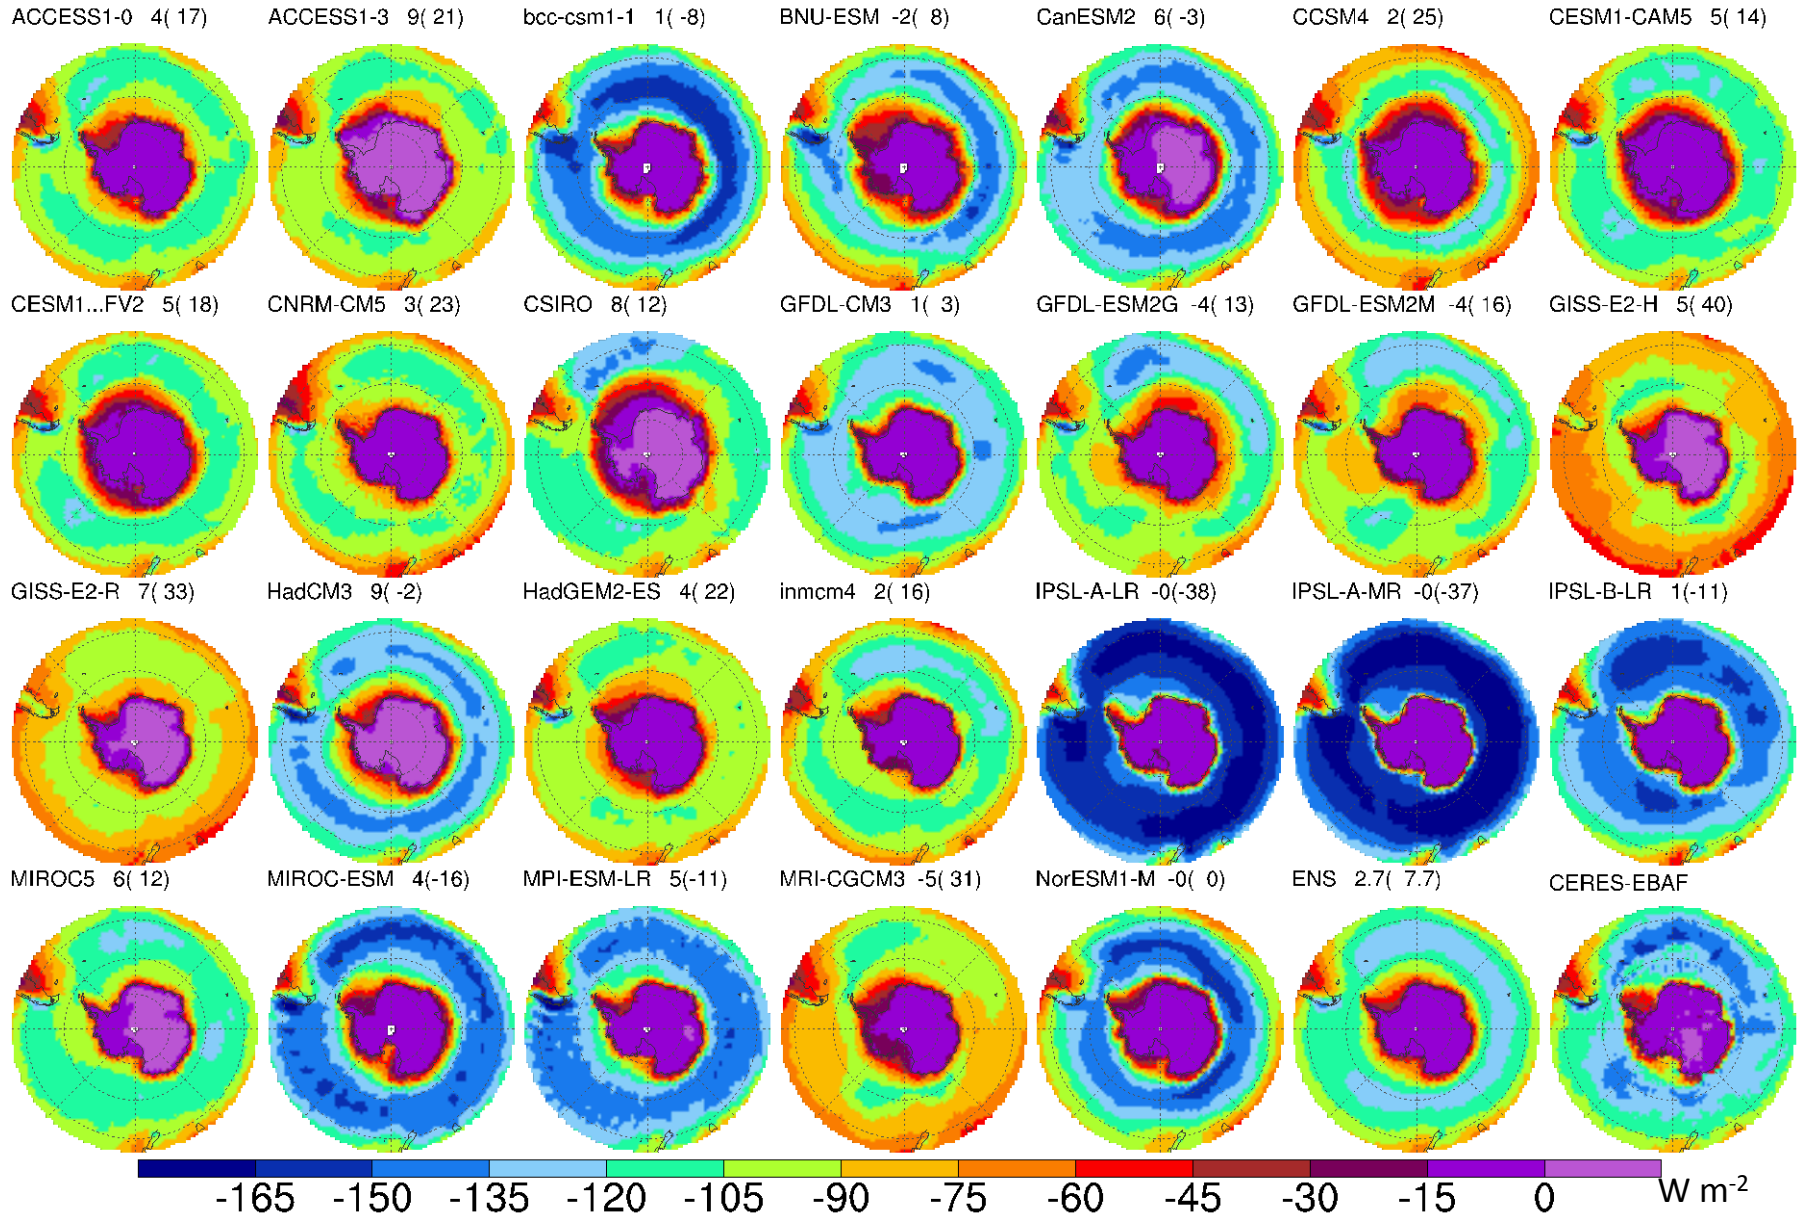 ACCESS1-0 4( 17) ACCESS1-3 9( 21) bcc-csm1-1 1( -8) BNU-ESM -2( 8) CanESM2 6( -3) CCSM4 2( 25) CESM1-CAM5 5( 14)
CESM1...FV2 5( 18) CNRM-CM5 3( 23) CSIRO 8( 12) GFDL-CM3 1( 3) GFDL-ESM2G -4( 13) GFDL-ESM2M -4( 16) GISS-E2-H 5( 40)
GISS-E2-R 7( 33) HadCM3 9( -2) HadGEM2-ES 4( 22) inmcm4 2( 16) IPSL-A-LR -0(-38) IPSL-A-MR -0(-37) IPSL-B-LR 1(-11)
MIROC5 6( 12) MIROC-ESM 4(-16) MPI-ESM-LR 5(-11) MRI-CGCM3 -5( 31) NorESM1-M -0( 0) ENS 2.7( 7.7) CERES-EBAF
-165 -150 -135 -120 -105 -90 -75 -60 -45 -30 -15 0 W m-2